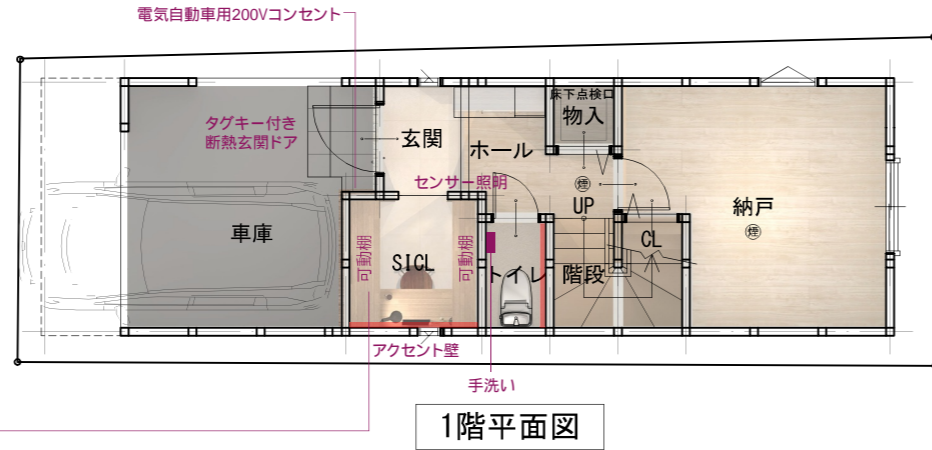 電気自動車用200Vコンセント
タグキー付き
断熱玄関ドア
玄関
ホール
床下点検口
物入
センサー照明
煙
UP
納戸
煙
車庫
可動棚
SICL
可動棚
トイレ
階段
CL
アクセント壁
手洗い
1階平面図